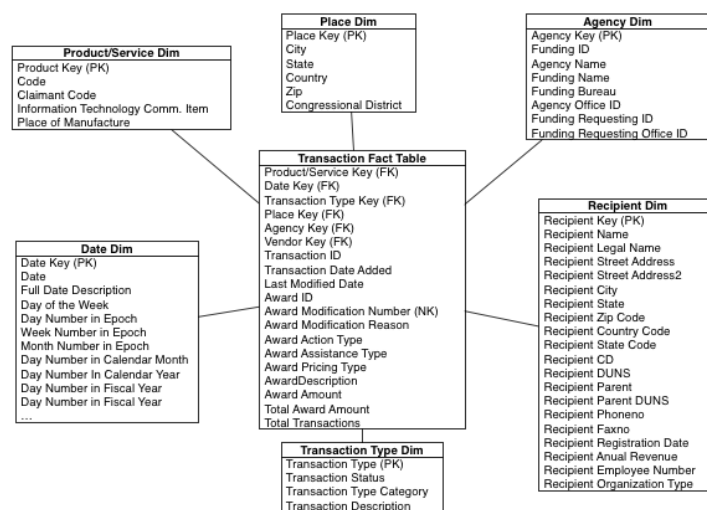 Place Dim
Place Key (PK)
City
State
Country
Zip
Congressional District
Agency Dim
Agency Key (PK)
Funding ID
Agency Name
Funding Name
Funding Bureau
Agency Office ID
Funding Requesting ID
Funding Requesting Office ID
Product/Service Dim
Product Key (PK)
Code
Claimant Code
Information Technology Comm. Item
Place of Manufacture
Transaction Fact Table
Product/Service Key (FK)
Date Key (FK)
Transaction Type Key (FK)
Place Key (FK)
Agency Key (FK)
Vendor Key (FK)
Transaction ID
Transaction Date Added
Last Modified Date
Award ID
Award Modification Number (NK)
Award Modification Reason
Award Action Type
Award Assistance Type
Award Pricing Type
AwardDescription
Award Amount
Total Award Amount
Total Transactions
Recipient Dim
Recipient Key (PK)
Recipient Name
Recipient Legal Name
Recipient Street Address
Recipient Street Address2
Recipient City
Recipient State
Recipient Zip Code
Recipient Country Code
Recipient State Code
Recipient CD
Recipient DUNS
Recipient Parent
Recipient Parent DUNS
Recipient Phoneno
Recipient Faxno
Recipient Registration Date
Recipient Anual Revenue
Recipient Employee Number
Recipient Organization Type
Date Dim
Date Key (PK)
Date
Full Date Description
Day of the Week
Day Number in Epoch
Week Number in Epoch
Month Number in Epoch
Day Number in Calendar Month
Day Number In Calendar Year
Day Number in Fiscal Year
Day Number in Fiscal Year
...
Transaction Type Dim
Transaction Type (PK)
Transaction Status
Transaction Type Category
Transaction Description